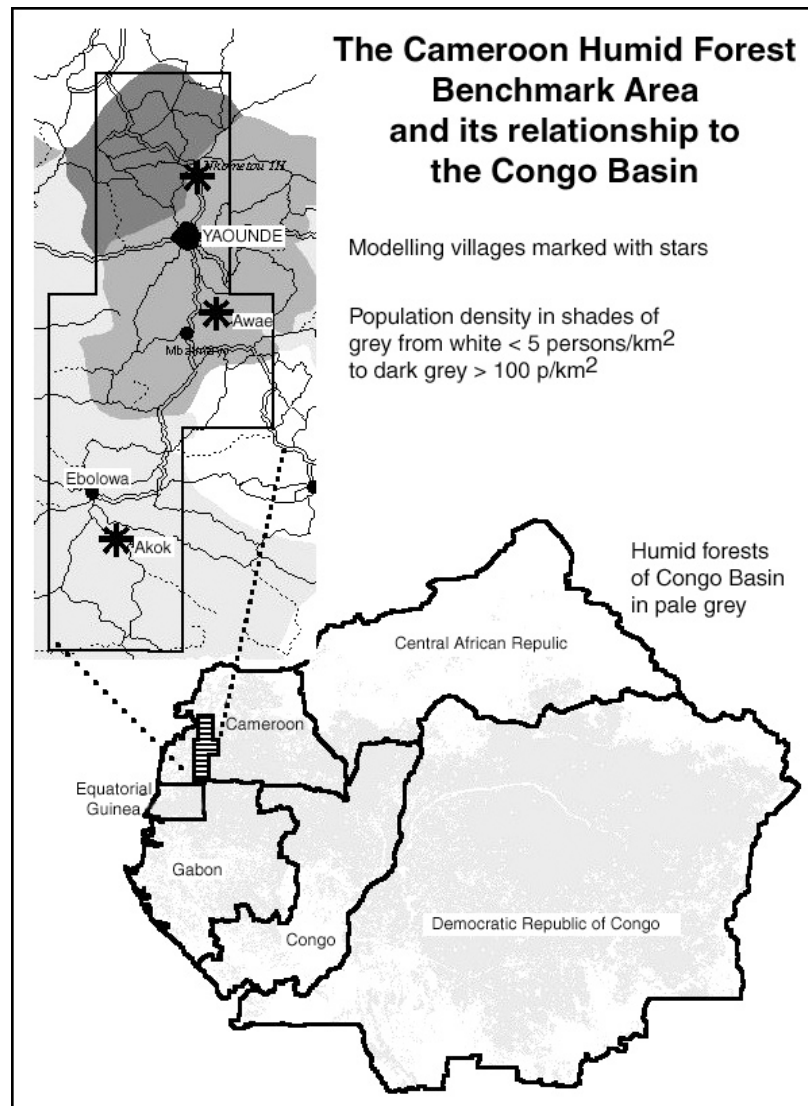 The Cameroon Humid Forest
Benchmark Area
and its relationship to
the Congo Basin
Modelling villages marked with stars
Population density in shades of
grey from white < 5 persons/km2
to dark grey > 100 p/km2
YAOUNDE
Awae
Ebolowa
Akok
Humid forests
of Congo Basin
in pale grey
Central African Repulic
Cameroon
Equatorial
Guinea
Gabon
Congo
Democratic Republic of Congo